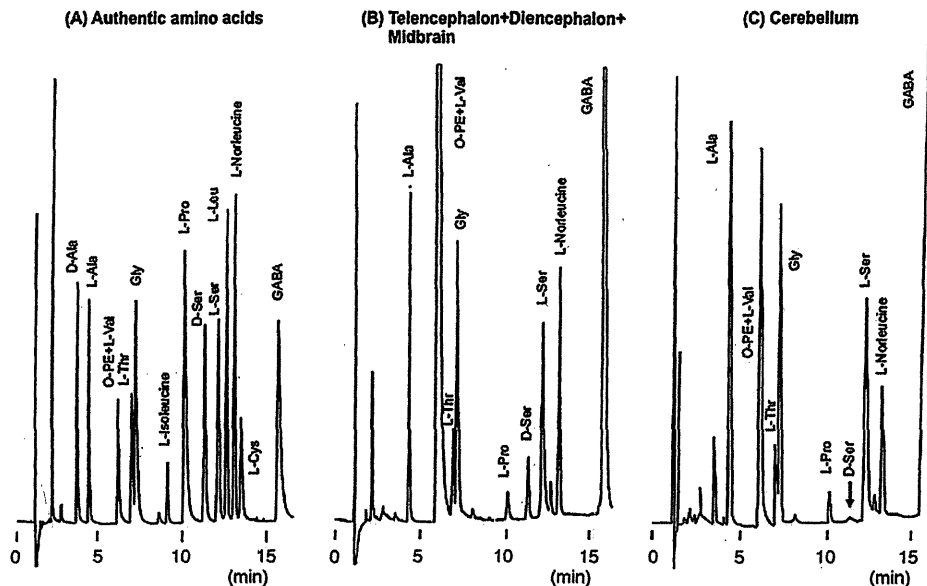 (A) Authentic amino acids
D-Ala
L-Ala
O-PE+L-Val
L-Thr
Gly
L-Isoleucine
L-Pro
D-Ser
L-Ser
L-Leu
L-Norleucine
L-Cys
GABA
0 5 10 15
(min)
(B) Telencephalon+Diencephalon+
Midbrain
L-Ala
O-PE+L-Val
L-Thr
Gly
L-Pro
D-Ser
L-Ser
L-Norleucine
GABA
0 5 10 15
(min)
(C) Cerebellum
L-Ala
O-PE+L-Val
L-Thr
Gly
L-Pro
D-Ser
L-Ser
L-Norleucine
GABA
0 5 10 15
(min)